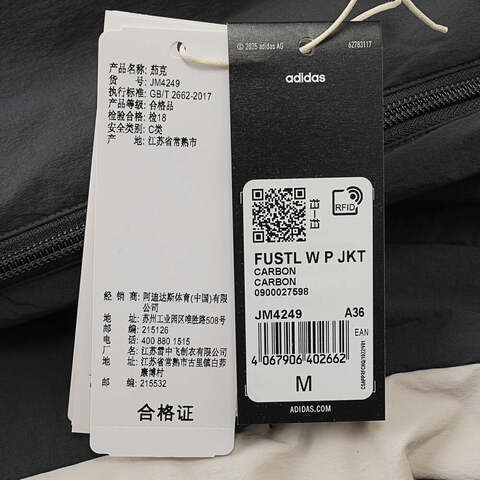 产品名称: 茄克
货 号: JM4249
执行标准: GB/T 2662-2017
产品等级: 合格品
检验合格: 检18
安全类别: C类
产 地: 江苏省常熟市
经 销 商: 阿迪达斯体育(中国)有限公司
地 址: 苏州工业园区唯胜路508号
邮 编: 215126
电 话: 400 880 1515
厂 名: 江苏雪中飞制衣有限公司
地 址: 江苏省常熟市古里镇白茆康博村
邮 编: 215532
合格证
© 2025 adidas AG
62783117
adidas
RFID
FUSTL W P JKT
CARBON
CARBON
0900027598
JM4249 A36
EAN
4 067906 402662
M
ADIDAS.COM